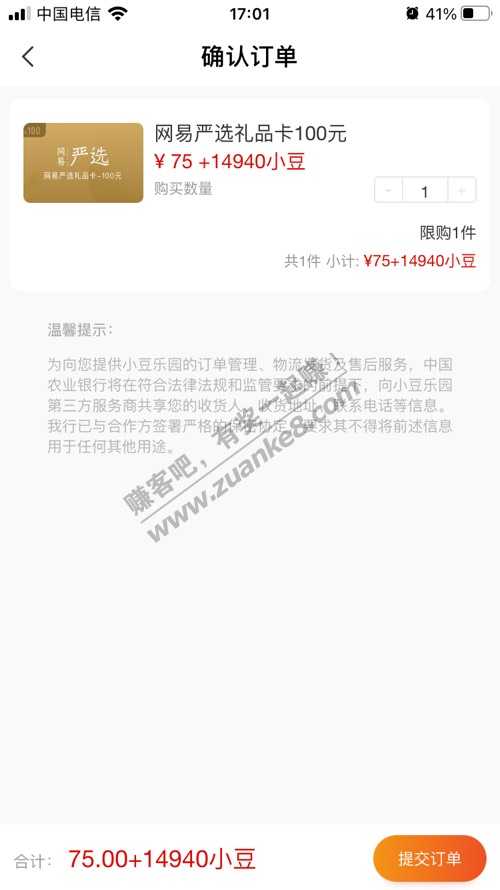 中国电信
17:01
41%
确认订单
100
网易
严选
网易严选礼品卡-100元
网易严选礼品卡100元
¥ 75 +14940小豆
购买数量
- 1 +
限购1件
共1件 小计: ¥75+14940小豆
温馨提示：
为向您提供小豆乐园的订单管理、物流发货及售后服务，中国
农业银行将在符合法律法规和监管要求的前提下，向小豆乐园
第三方服务商共享您的收货人、收货地址、联系电话等信息。
我行已与合作方签署严格的保密协定，要求其不得将前述信息
用于任何其他用途。
赚客吧，有奖一起赚！
www.zuanke8.com
合计： 75.00+14940小豆
提交订单